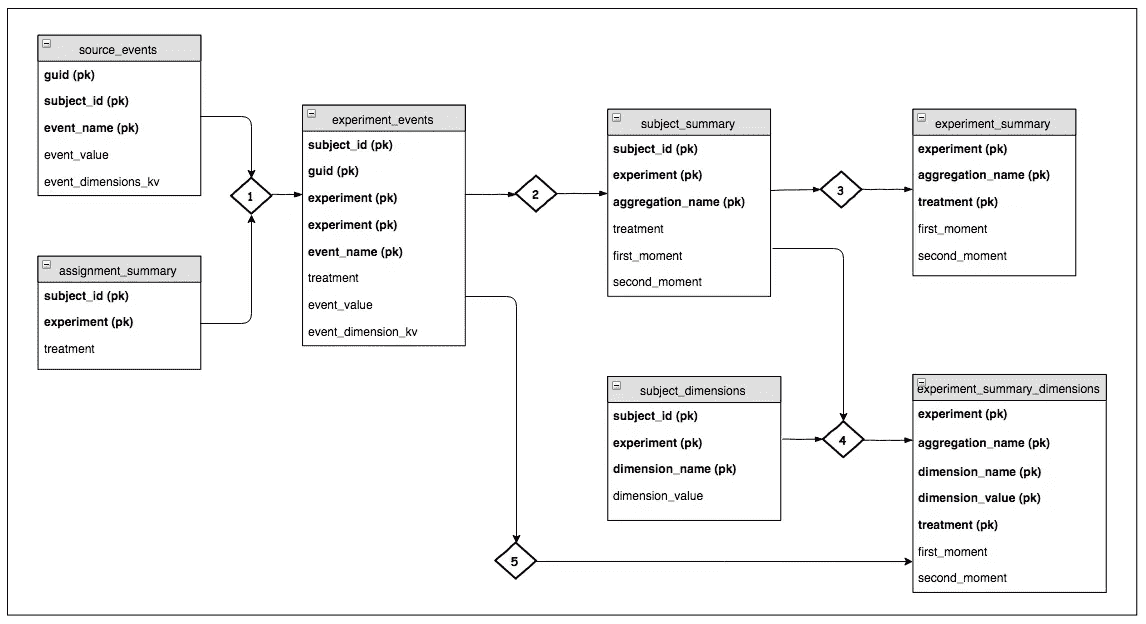 source_events
guid (pk)
subject_id (pk)
event_name (pk)
event_value
event_dimensions_kv
assignment_summary
subject_id (pk)
experiment (pk)
treatment
1
experiment_events
subject_id (pk)
guid (pk)
experiment (pk)
experiment (pk)
event_name (pk)
treatment
event_value
event_dimension_kv
2
subject_summary
subject_id (pk)
experiment (pk)
aggregation_name (pk)
treatment
first_moment
second_moment
3
experiment_summary
experiment (pk)
aggregation_name (pk)
treatment (pk)
first_moment
second_moment
subject_dimensions
subject_id (pk)
experiment (pk)
dimension_name (pk)
dimension_value
4
experiment_summary_dimensions
experiment (pk)
aggregation_name (pk)
dimension_name (pk)
dimension_value (pk)
treatment (pk)
first_moment
second_moment
5